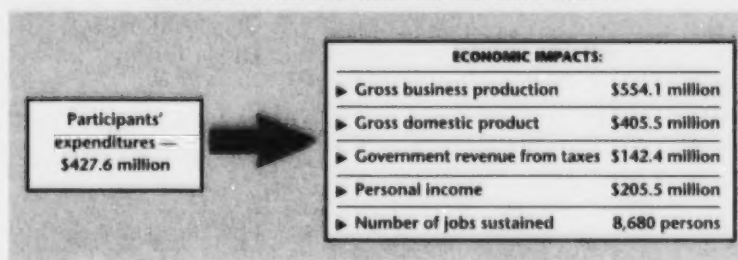 Participants'
expenditures —
$427.6 million
ECONOMIC IMPACTS:
▶ Gross business production $554.1 million
▶ Gross domestic product $405.5 million
▶ Government revenue from taxes $142.4 million
▶ Personal income $205.5 million
▶ Number of jobs sustained 8,680 persons